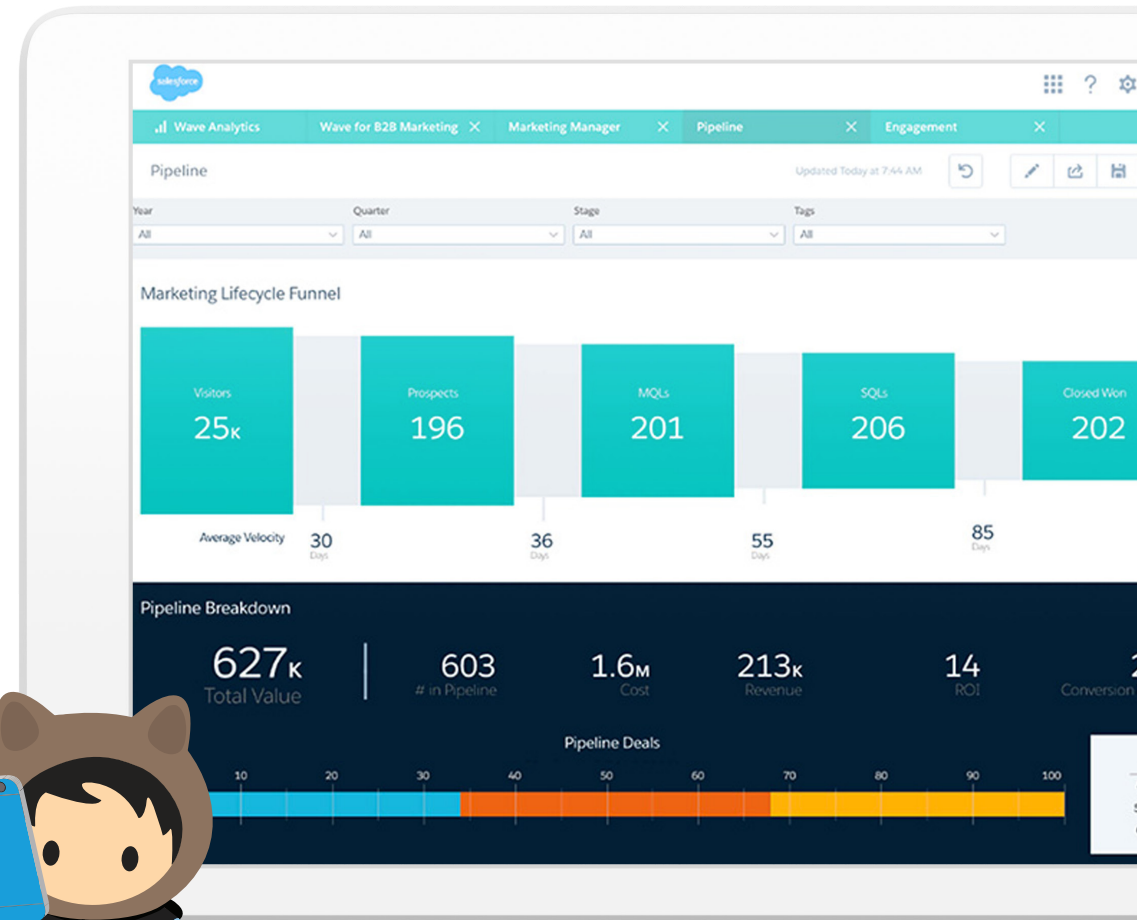 salesforce
Wave Analytics
Wave for B2B Marketing
Marketing Manager
Pipeline
Engagement
Pipeline
Updated Today at 7:44 AM
Year
Quarter
Stage
Tags
All
All
All
All
Marketing Lifecycle Funnel
Visitors
25K
Prospects
196
MQLs
201
SQLs
206
Closed Won
202
Average Velocity
30
Days
36
Days
55
Days
85
Days
Pipeline Breakdown
627K
Total Value
603
# in Pipeline
1.6M
Cost
213K
Revenue
14
ROI
Conversion
Pipeline Deals
10 20 30 40 50 60 70 80 90 100